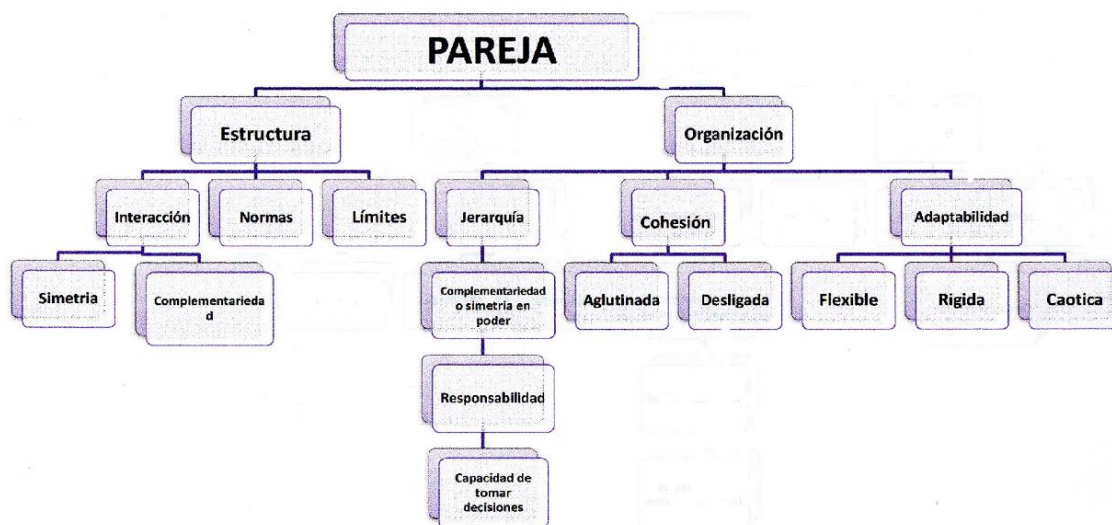 PAREJA
Estructura
Organización
Interacción
Normas
Límites
Jerarquía
Cohesión
Adaptabilidad
Simetria
Complementarieda
d
Complementariedad
o simetria en
poder
Aglutinada
Desligada
Flexible
Rigida
Caotica
Responsabilidad
Capacidad de
tomar
decisiones